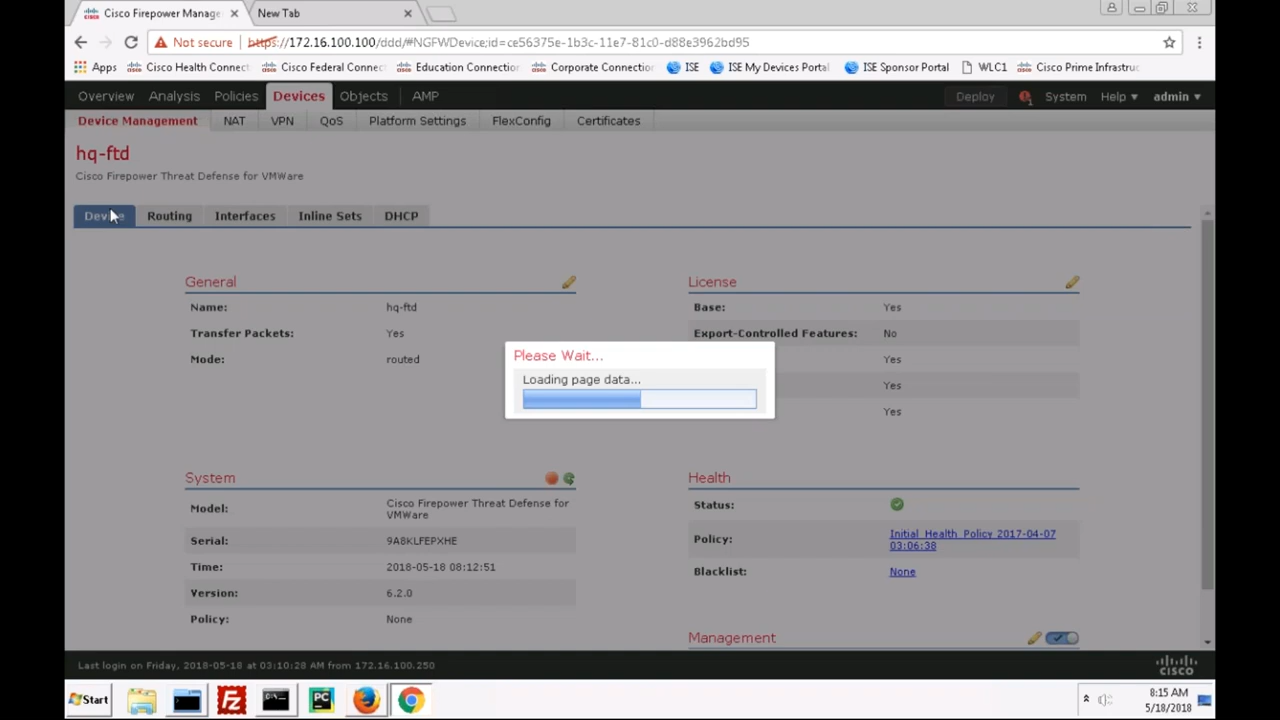 Cisco Firepower Manage
New Tab
Not secure https://172.16.100.100/ddd/#NGFWDevice;id=ce56375e-1b3c-11e7-81c0-d88e3962bd95
Apps Cisco Health Connect Cisco Federal Connec Education Connection Corporate Connection ISE ISE My Devices Portal ISE Sponsor Portal WLC1 Cisco Prime Infrastruc
Overview Analysis Policies Devices Objects AMP Deploy System Help admin
Device Management NAT VPN QoS Platform Settings FlexConfig Certificates
hq-ftd
Cisco Firepower Threat Defense for VMWare
Device Routing Interfaces Inline Sets DHCP
General
Name: hq-ftd
Transfer Packets: Yes
Mode: routed
License
Base: Yes
Export-Controlled Features: No
Yes
Yes
Yes
Please Wait...
Loading page data...
System
Model: Cisco Firepower Threat Defense for
VMWare
Serial: 9A8KLFEPXHE
Time: 2018-05-18 08:12:51
Version: 6.2.0
Policy: None
Health
Status:
Policy: Initial_Health_Policy 2017-04-07
03:06:38
Blacklist: None
Management
Last login on Friday, 2018-05-18 at 03:10:28 AM from 172.16.100.250
CISCO
Start
PC
8:15 AM
5/18/2018